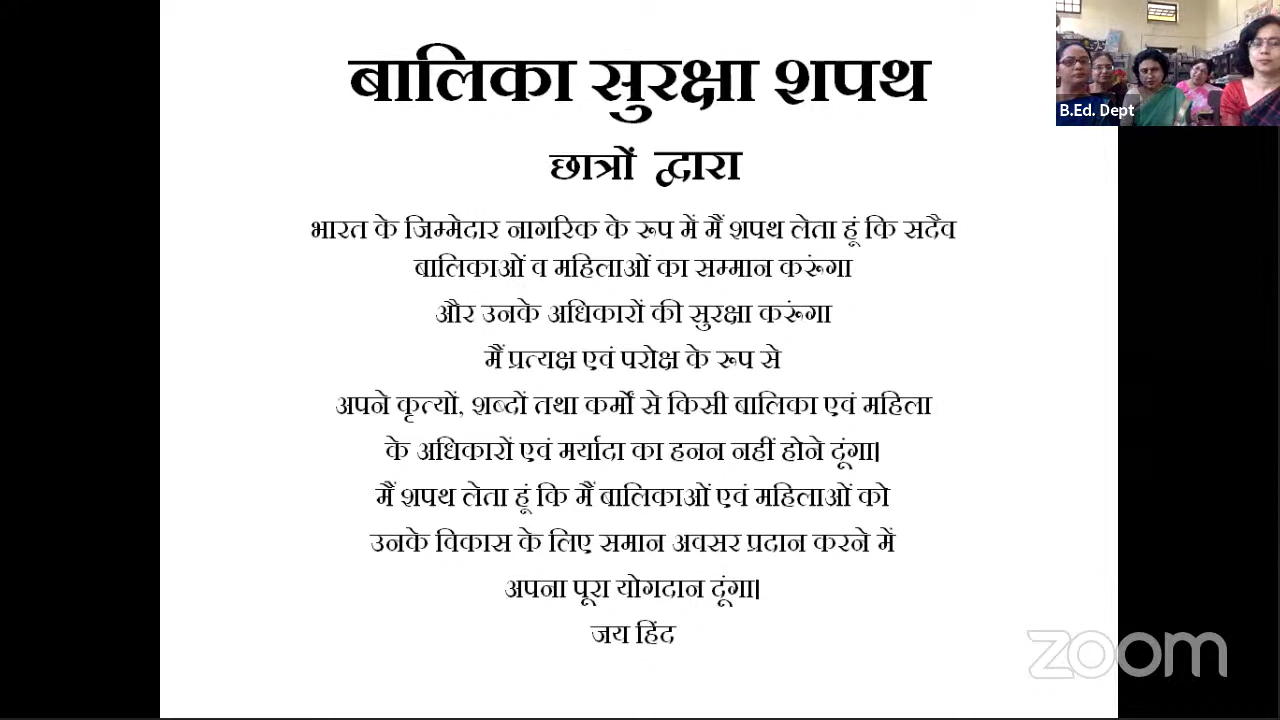 बालिका सुरक्षा शपथ
छात्रों द्वारा
भारत के जिम्मेदार नागरिक के रूप में मैं शपथ लेता हूं कि सदैव
बालिकाओं व महिलाओं का सम्मान करूंगा
और उनके अधिकारों की सुरक्षा करूंगा
मैं प्रत्यक्ष एवं परोक्ष के रूप से
अपने कृत्यों, शब्दों तथा कर्मों से किसी बालिका एवं महिला
के अधिकारों एवं मर्यादा का हनन नहीं होने दूंगा।
मैं शपथ लेता हूं कि मैं बालिकाओं एवं महिलाओं को
उनके विकास के लिए समान अवसर प्रदान करने में
अपना पूरा योगदान दूंगा।
जय हिंद
B.Ed. Dept
zoom